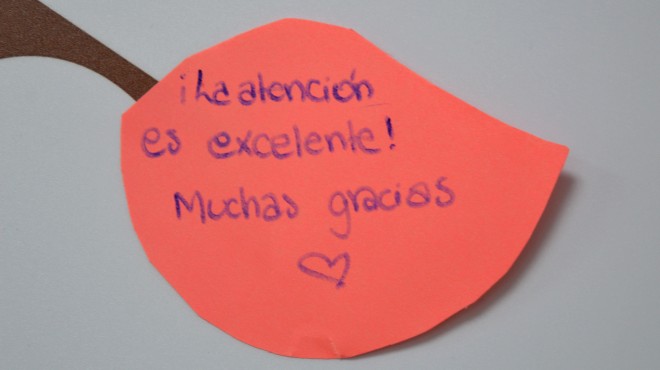 ¡La atención
es excelente!
Muchas gracias